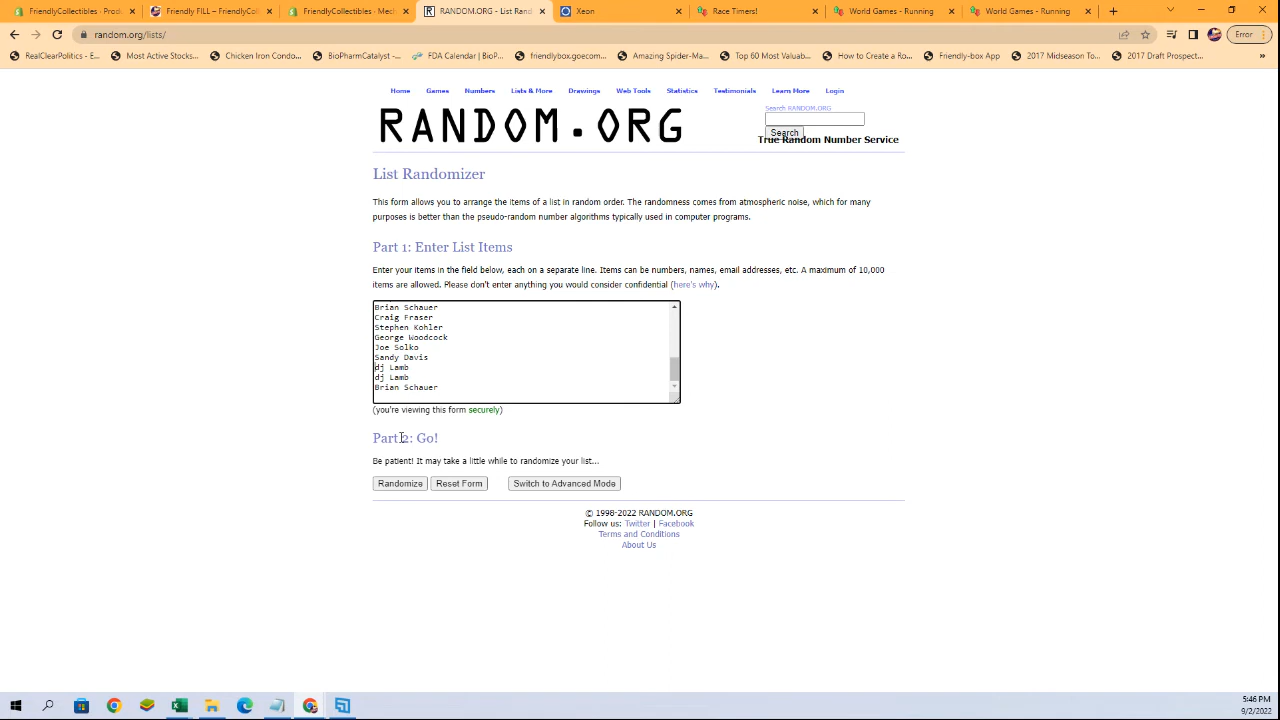 FriendlyCollectibles - Produc
Friendly FILL – FriendlyColl
FriendlyCollectibles - Mech
RANDOM.ORG - List Rand
Xeon
Race Timers!
World Games - Running
World Games - Running
random.org/lists/
Error
RealClearPolitics - E...
Most Active Stocks...
Chicken Iron Condo...
BioPharmCatalyst -...
FDA Calendar | BioP...
friendlybox.goecom...
Amazing Spider-Ma...
Top 60 Most Valuab...
How to Create a Ro...
Friendly-box App
2017 Midseason To...
2017 Draft Prospect...
Home Games Numbers Lists & More Drawings Web Tools Statistics Testimonials Learn More Login
RANDOM.ORG
Search RANDOM.ORG
Search
True Random Number Service
List Randomizer
This form allows you to arrange the items of a list in random order. The randomness comes from atmospheric noise, which for many
purposes is better than the pseudo-random number algorithms typically used in computer programs.
Part 1: Enter List Items
Enter your items in the field below, each on a separate line. Items can be numbers, names, email addresses, etc. A maximum of 10,000
items are allowed. Please don't enter anything you would consider confidential (here's why).
Brian Schauer
Craig Fraser
Stephen Kohler
George Woodcock
Joe Solko
Sandy Davis
dj Lamb
dj Lamb
Brian Schauer
(you're viewing this form securely)
Part 2: Go!
Be patient! It may take a little while to randomize your list...
Randomize Reset Form Switch to Advanced Mode
© 1998-2022 RANDOM.ORG
Follow us: Twitter | Facebook
Terms and Conditions
About Us
5:46 PM
9/2/2022